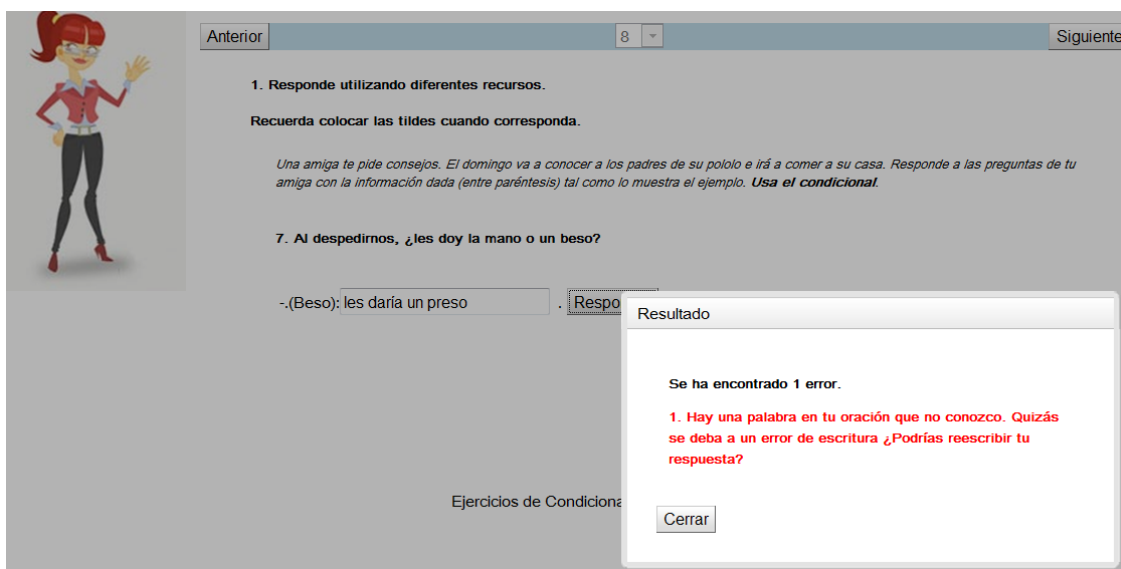 Anterior
8
Siguiente
1. Responde utilizando diferentes recursos.
Recuerda colocar las tildes cuando corresponda.
Una amiga te pide consejos. El domingo va a conocer a los padres de su pololo e irá a comer a su casa. Responde a las preguntas de tu
amiga con la información dada (entre paréntesis) tal como lo muestra el ejemplo. Usa el condicional.
7. Al despedirnos, ¿les doy la mano o un beso?
-.(Beso): les daría un preso . Respo
Resultado
Se ha encontrado 1 error.
1. Hay una palabra en tu oración que no conozco. Quizás
se deba a un error de escritura ¿Podrías reescribir tu
respuesta?
Cerrar
Ejercicios de Condiciona